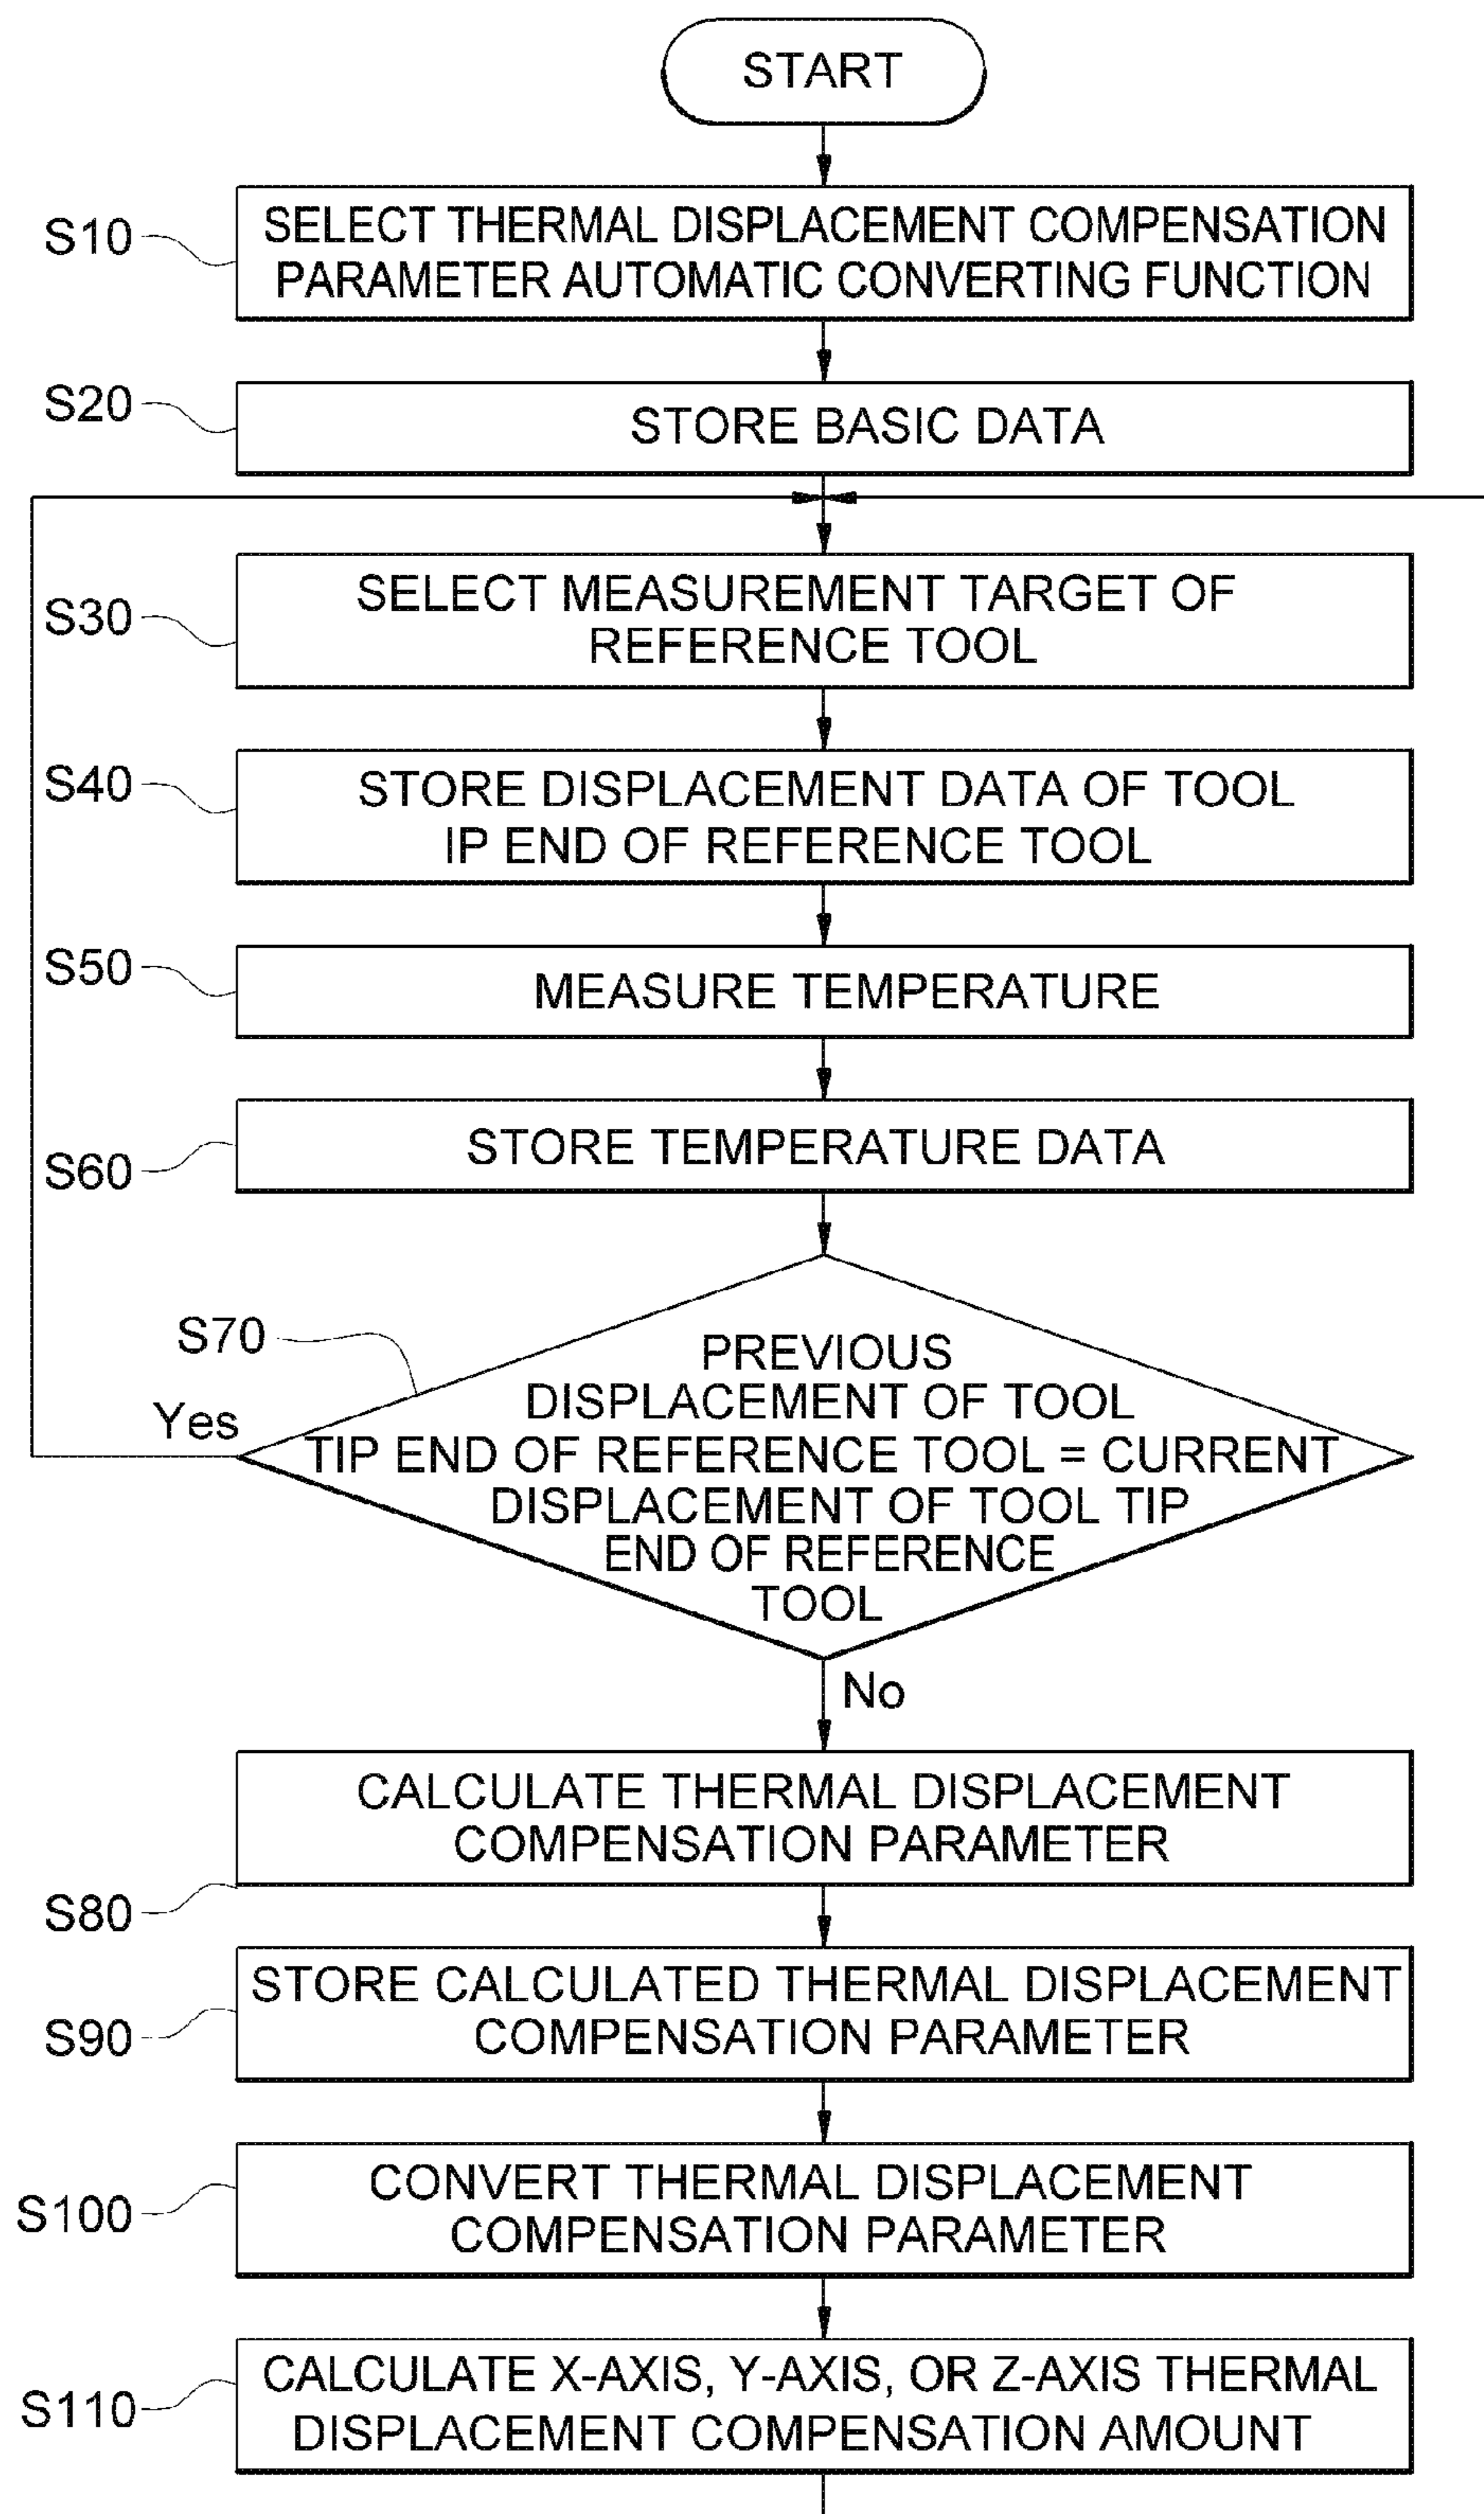 START
S10
SELECT THERMAL DISPLACEMENT COMPENSATION
PARAMETER AUTOMATIC CONVERTING FUNCTION
S20
STORE BASIC DATA
S30
SELECT MEASUREMENT TARGET OF
REFERENCE TOOL
S40
STORE DISPLACEMENT DATA OF TOOL
IP END OF REFERENCE TOOL
S50
MEASURE TEMPERATURE
S60
STORE TEMPERATURE DATA
S70
PREVIOUS
DISPLACEMENT OF TOOL
TIP END OF REFERENCE TOOL = CURRENT
DISPLACEMENT OF TOOL TIP
END OF REFERENCE
TOOL
Yes
No
S80
CALCULATE THERMAL DISPLACEMENT
COMPENSATION PARAMETER
S90
STORE CALCULATED THERMAL DISPLACEMENT
COMPENSATION PARAMETER
S100
CONVERT THERMAL DISPLACEMENT
COMPENSATION PARAMETER
S110
CALCULATE X-AXIS, Y-AXIS, OR Z-AXIS THERMAL
DISPLACEMENT COMPENSATION AMOUNT